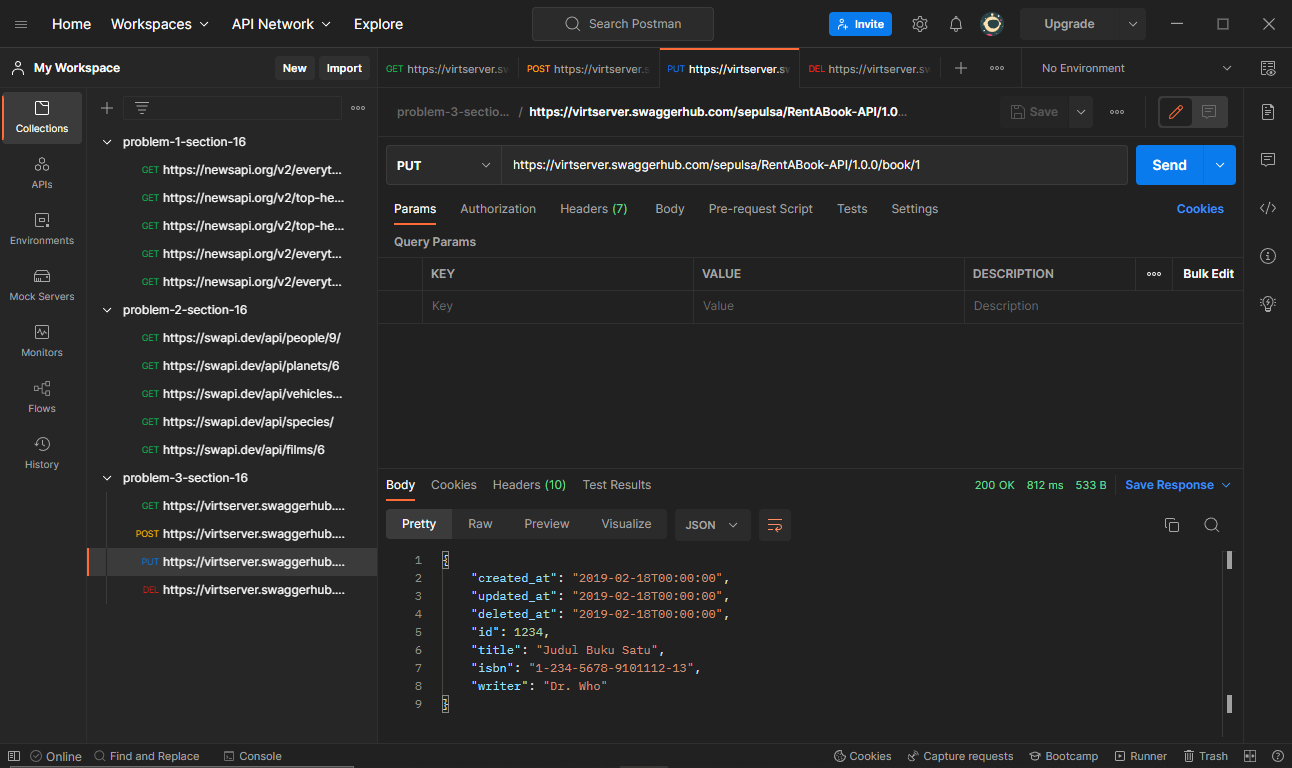 Home Workspaces API Network Explore Search Postman Invite Upgrade
My Workspace New Import GET https://virtserver.sw POST https://virtserver.s PUT https://virtserver.sw DEL https://virtserver.sw No Environment
Collections
APIs
Environments
Mock Servers
Monitors
Flows
History
problem-1-section-16
GET https://newsapi.org/v2/everyt...
GET https://newsapi.org/v2/top-he...
GET https://newsapi.org/v2/top-he...
GET https://newsapi.org/v2/everyt...
GET https://newsapi.org/v2/everyt...
problem-2-section-16
GET https://swapi.dev/api/people/9/
GET https://swapi.dev/api/planets/6
GET https://swapi.dev/api/vehicles...
GET https://swapi.dev/api/species/
GET https://swapi.dev/api/films/6
problem-3-section-16
GET https://virtserver.swaggerhub....
POST https://virtserver.swaggerhub....
PUT https://virtserver.swaggerhub....
DEL https://virtserver.swaggerhub....
problem-3-sectio... / https://virtserver.swaggerhub.com/sepulsa/RentABook-API/1.0... Save
PUT https://virtserver.swaggerhub.com/sepulsa/RentABook-API/1.0.0/book/1 Send
Params Authorization Headers (7) Body Pre-request Script Tests Settings Cookies
Query Params
KEY VALUE DESCRIPTION Bulk Edit
Key Value Description
Body Cookies Headers (10) Test Results 200 OK 812 ms 533 B Save Response
Pretty Raw Preview Visualize JSON
1 {
2 "created_at": "2019-02-18T00:00:00",
3 "updated_at": "2019-02-18T00:00:00",
4 "deleted_at": "2019-02-18T00:00:00",
5 "id": 1234,
6 "title": "Judul Buku Satu",
7 "isbn": "1-234-5678-9101112-13",
8 "writer": "Dr. Who"
9 }
Online Find and Replace Console Cookies Capture requests Bootcamp Runner Trash